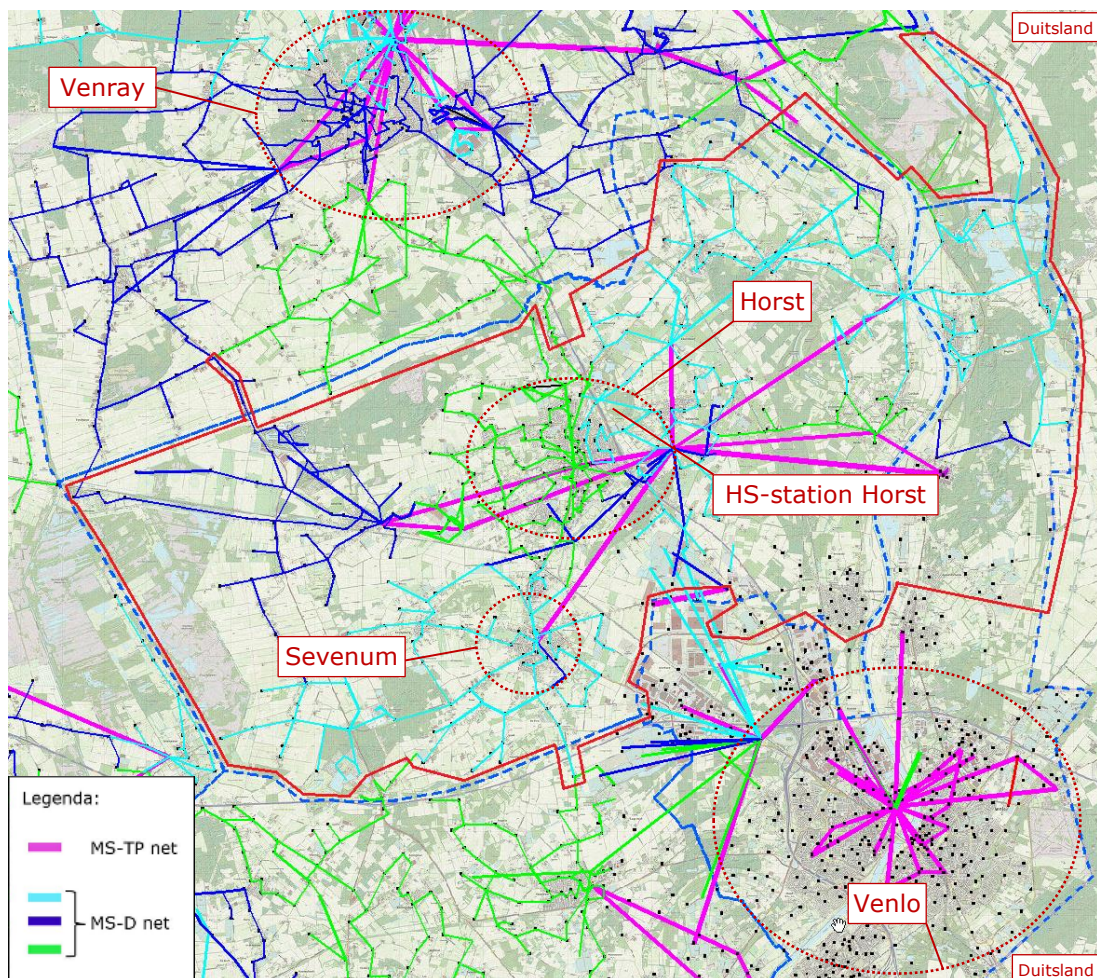 Duitsland
Venray
Horst
HS-station Horst
Sevenum
Legenda:
MS-TP net
MS-D net
Venlo
Duitsland